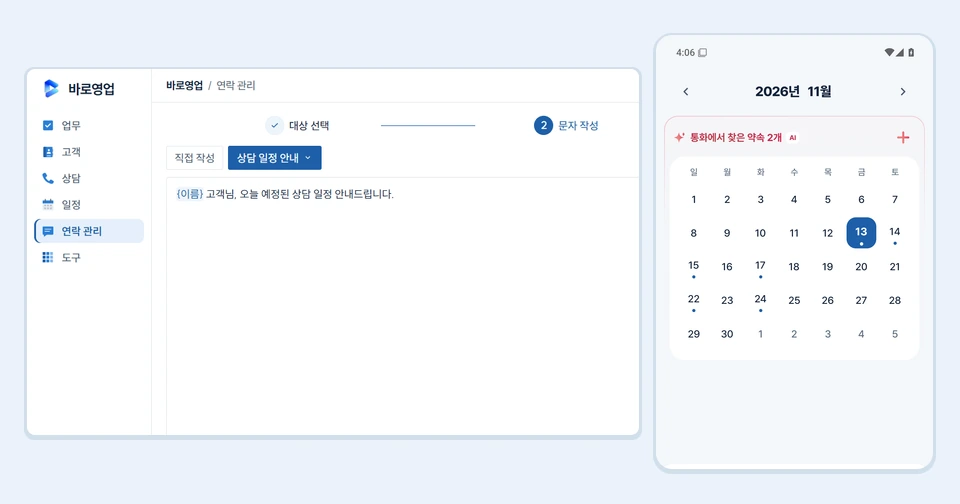 바로영업
업무
고객
상담
일정
연락 관리
도구
바로영업 / 연락 관리
대상 선택
2 문자 작성
직접 작성
상담 일정 안내
{이름} 고객님, 오늘 예정된 상담 일정 안내드립니다.
4:06
2026년 11월
통화에서 찾은 약속 2개 AI
일 월 화 수 목 금 토
1 2 3 4 5 6 7
8 9 10 11 12 13 14
15 16 17 18 19 20 21
22 23 24 25 26 27 28
29 30 1 2 3 4 5